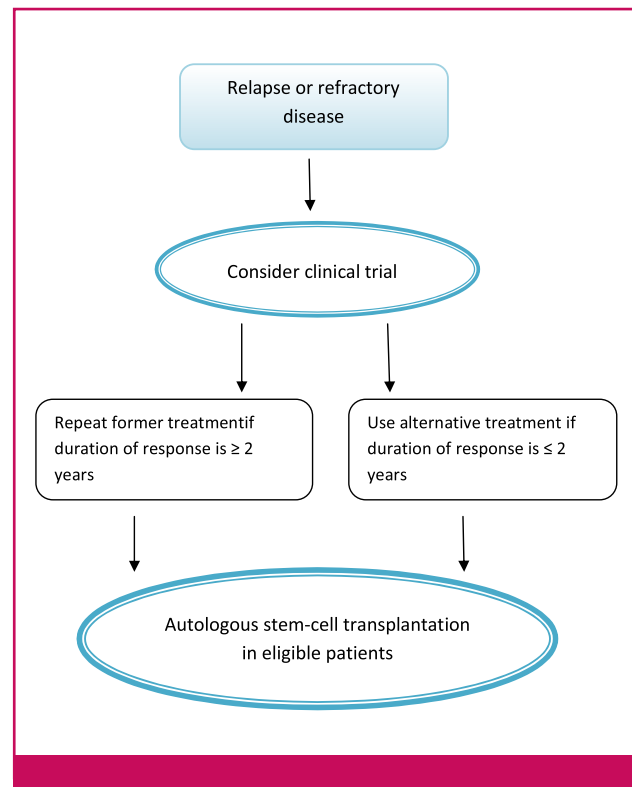 Relapse or refractory
disease
Consider clinical trial
Repeat former treatmentif
duration of response is ≥ 2
years
Use alternative treatment if
duration of response is ≤ 2
years
Autologous stem-cell transplantation
in eligible patients